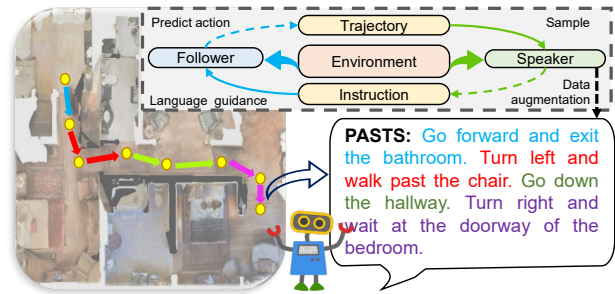 Predict action
Trajectory
Sample
Follower
Environment
Speaker
Language guidance
Instruction
Data
augmentation
PASTS: Go forward and exit
the bathroom. Turn left and
walk past the chair. Go down
the hallway. Turn right and
wait at the doorway of the
bedroom.